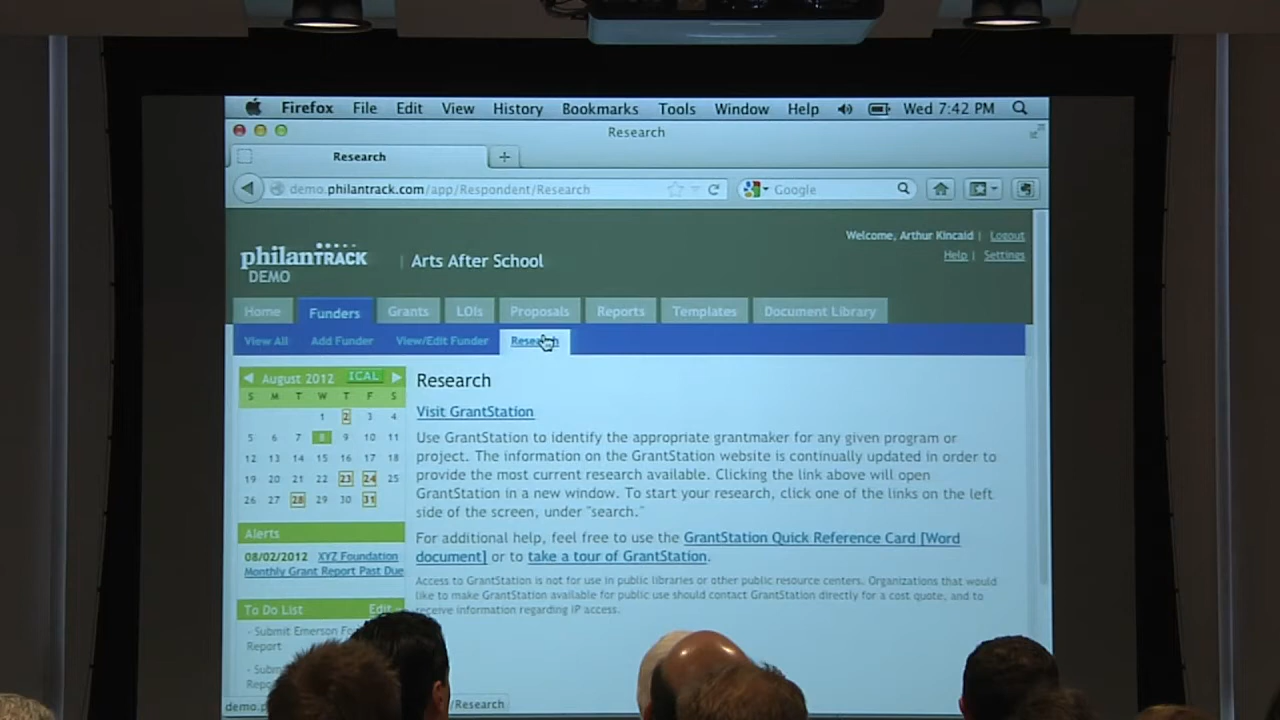 Firefox File Edit View History Bookmarks Tools Window Help Wed 7:42 PM
Research
Research
demo.philantrack.com/app/Respondent/Research
Google
Welcome, Arthur Kincaid | Logout
Help | Settings
philanTRACK | Arts After School
DEMO
Home Funders Grants LOIs Proposals Reports Templates Document Library
View All Add Funder View/Edit Funder Research
August 2012 ICAL
S M T W T F S
1 2 3 4
5 6 7 8 9 10 11
12 13 14 15 16 17 18
19 20 21 22 23 24 25
26 27 28 29 30 31
Alerts
08/02/2012 XYZ Foundation
Monthly Grant Report Past Due
To Do List Edit
- Submit Emerson
Report
Research
Visit GrantStation
Use GrantStation to identify the appropriate grantmaker for any given program or
project. The information on the GrantStation website is continually updated in order to
provide the most current research available. Clicking the link above will open
GrantStation in a new window. To start your research, click one of the links on the left
side of the screen, under "search."
For additional help, feel free to use the GrantStation Quick Reference Card [Word
document] or to take a tour of GrantStation.
Access to GrantStation is not for use in public libraries or other public resource centers. Organizations that would
like to make GrantStation available for public use should contact GrantStation directly for a cost quote, and to
receive information regarding IP access.
/Research